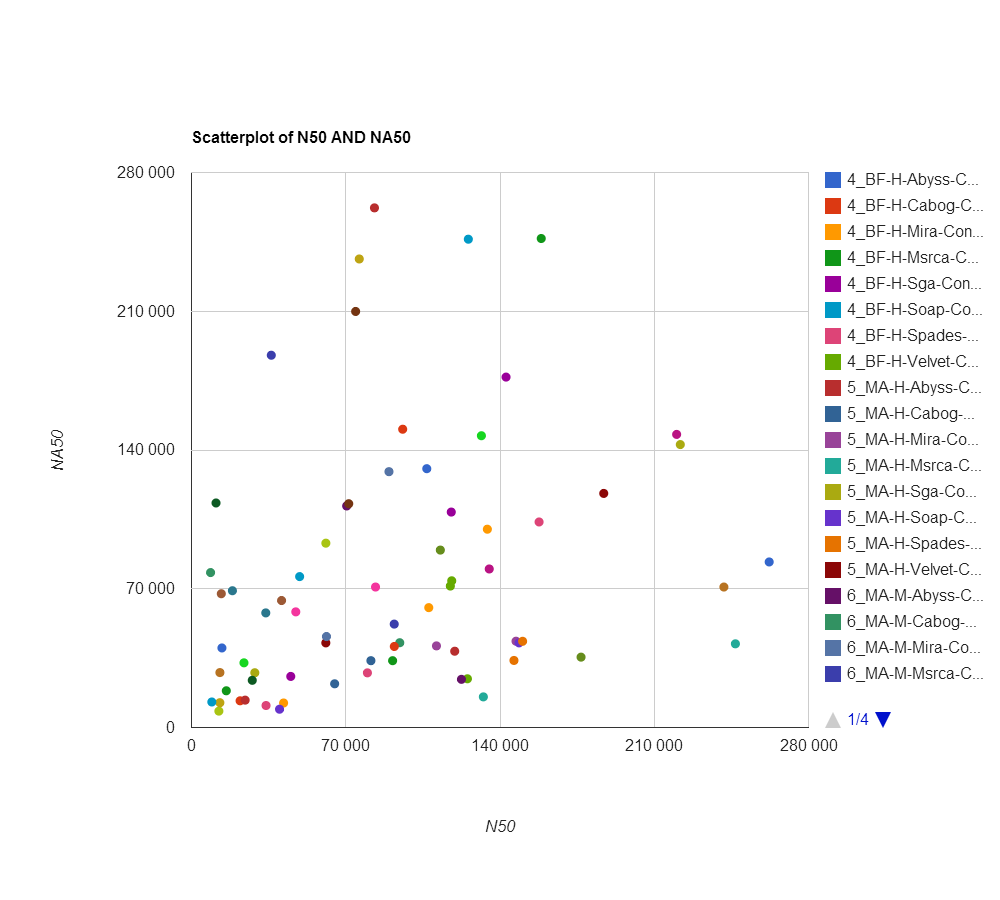 Scatterplot of N50 AND NA50
280 000
210 000
140 000
70 000
0
NA50
0
70 000
140 000
210 000
280 000
N50
4_BF-H-Abyss-C...
4_BF-H-Cabog-C...
4_BF-H-Mira-Con...
4_BF-H-Msrca-C...
4_BF-H-Sga-Con...
4_BF-H-Soap-Co...
4_BF-H-Spades-...
4_BF-H-Velvet-C...
5_MA-H-Abyss-C...
5_MA-H-Cabog-...
5_MA-H-Mira-Co...
5_MA-H-Msrca-C...
5_MA-H-Sga-Co...
5_MA-H-Soap-C...
5_MA-H-Spades-...
5_MA-H-Velvet-C...
6_MA-M-Abyss-C...
6_MA-M-Cabog-...
6_MA-M-Mira-Co...
6_MA-M-Msrca-C...
1/4